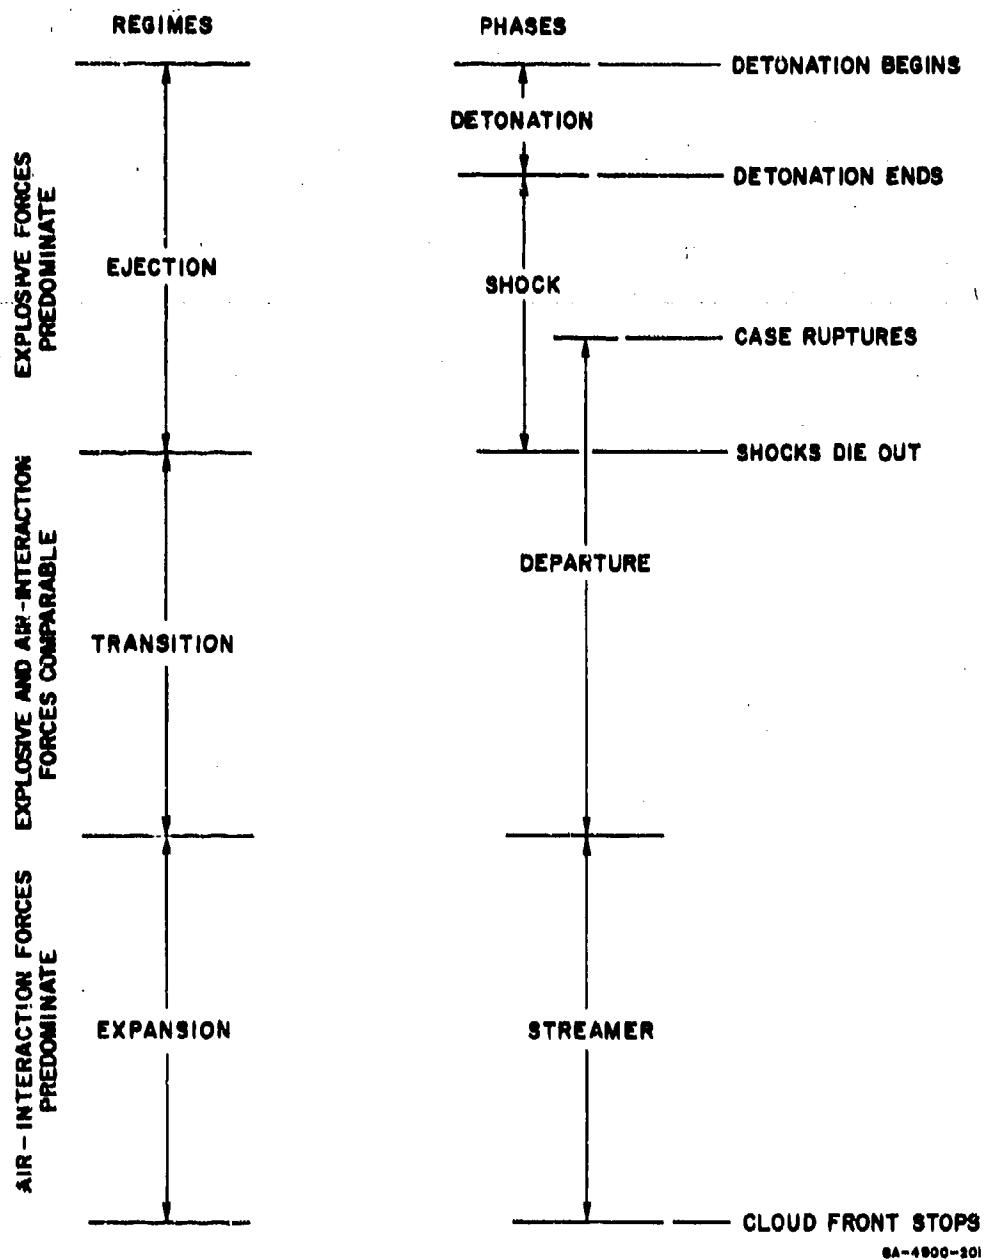 REGIMES
PHASES
DETONATION BEGINS
DETONATION
DETONATION ENDS
EXPLOSIVE FORCES
PREDOMINATE
EJECTION
SHOCK
CASE RUPTURES
SHOCKS DIE OUT
EXPLOSIVE AND AIR-INTERACTION
FORCES COMPARABLE
DEPARTURE
TRANSITION
AIR-INTERACTION FORCES
PREDOMINATE
EXPANSION
STREAMER
CLOUD FRONT STOPS
SA-4900-201